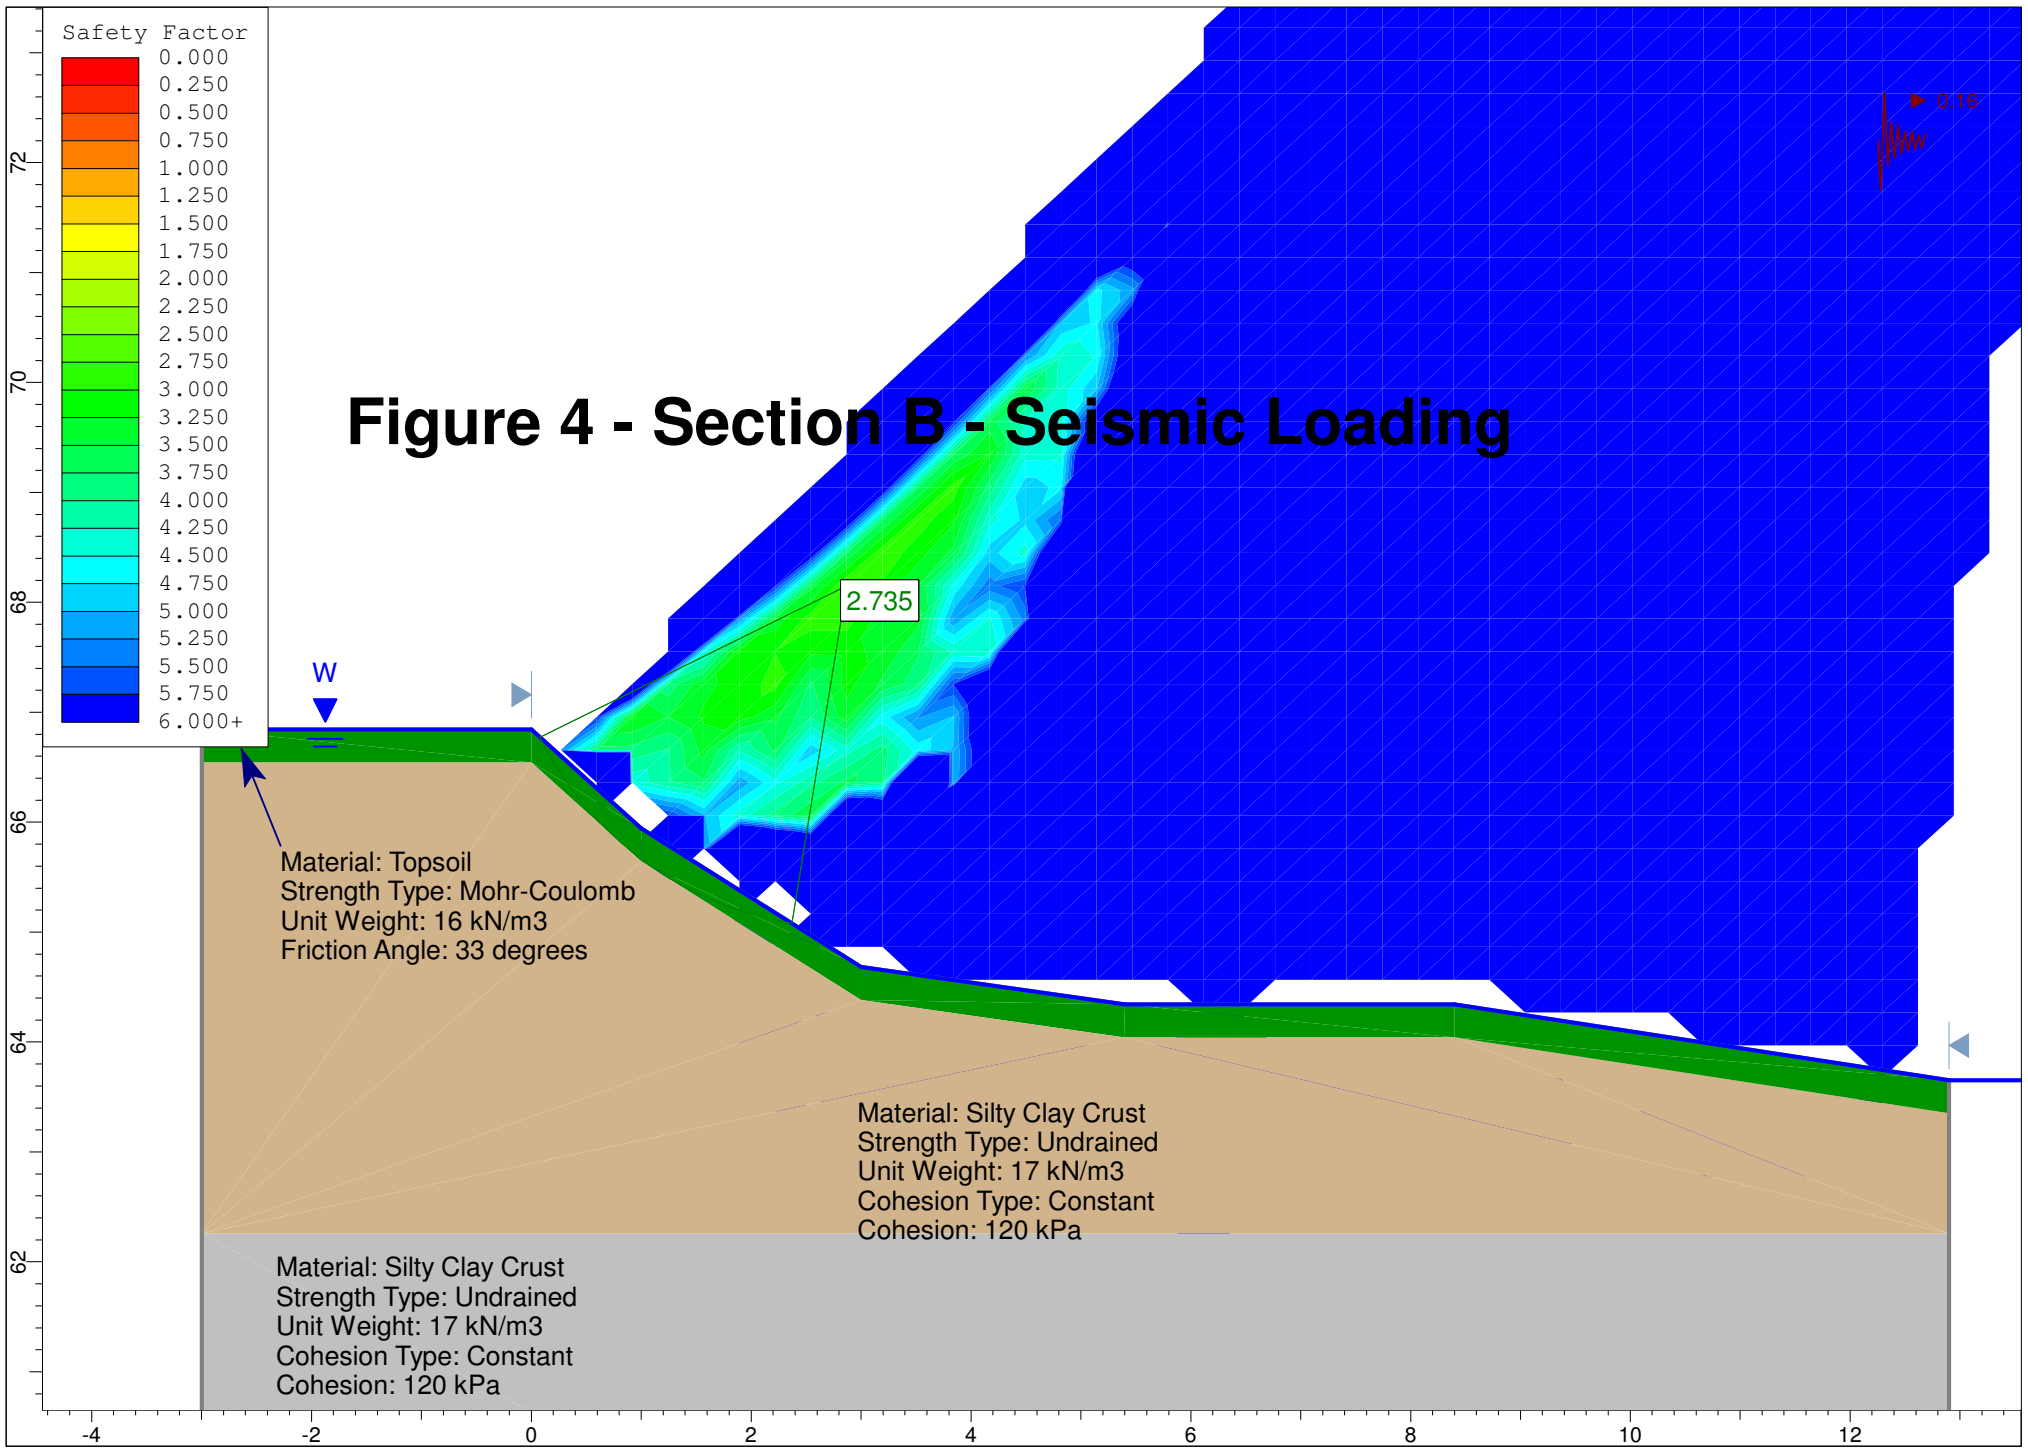 Safety Factor
0.000
0.250
0.500
0.750
1.000
1.250
1.500
1.750
2.000
2.250
2.500
2.750
3.000
3.250
3.500
3.750
4.000
4.250
4.500
4.750
5.000
5.250
5.500
5.750
6.000+
0.16
Figure 4 - Section B - Seismic Loading
2.735
W
Material: Topsoil
Strength Type: Mohr-Coulomb
Unit Weight: 16 kN/m3
Friction Angle: 33 degrees
Material: Silty Clay Crust
Strength Type: Undrained
Unit Weight: 17 kN/m3
Cohesion Type: Constant
Cohesion: 120 kPa
Material: Silty Clay Crust
Strength Type: Undrained
Unit Weight: 17 kN/m3
Cohesion Type: Constant
Cohesion: 120 kPa
72
70
68
66
64
62
-4 -2 0 2 4 6 8 10 12